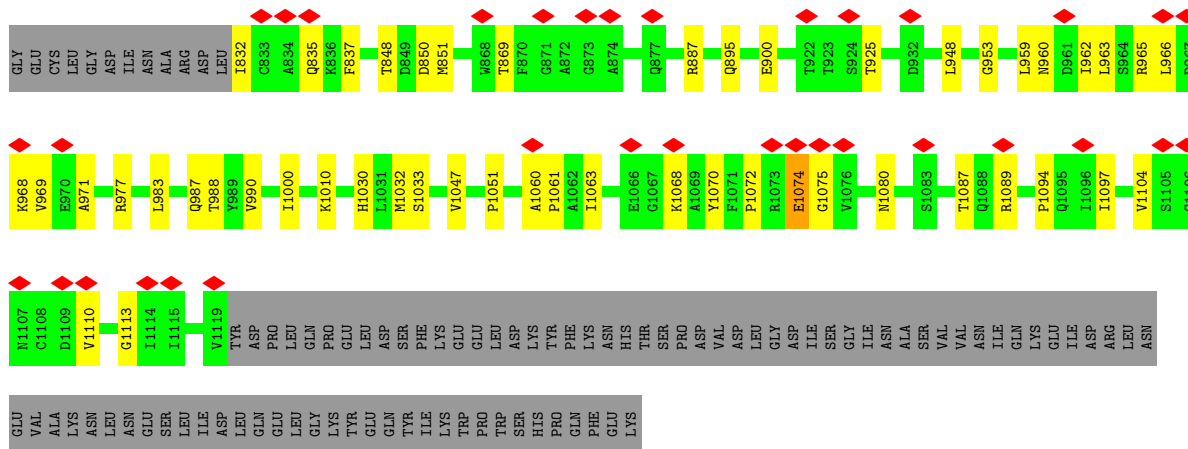 GLY GLU CYS LEU GLY ASP ILE ASN ALA ARG ASP LEU I832 C833 A834 Q835 K836 F837 T848 D849 D850 M851 W868 T869 F870 G871 A872 G873 A874 Q877 R887 Q895 E900 T922 T923 S924 T925 D932 L948 G953 L959 N960 D961 I962 L963 S964 R965 L966
K968 V969 E970 A971 R977 L983 Q987 T988 Y989 V990 I1000 K1010 H1030 L1031 M1032 S1033 V1047 P1051 A1060 P1061 A1062 I1063 E1066 G1067 K1068 A1069 Y1070 F1071 P1072 R1073 E1074 G1075 V1076 N1080 S1083 T1087 Q1088 R1089 P1094 Q1095 I1096 I1097 V1104 S1105
N1107 C1108 D1109 V1110 G1113 I1114 I1115 V1119 TYR ASP PRO LEU GLN PRO GLU LEU ASP SER PHE LYS GLU GLU LEU ASP LYS TYR PHE LYS ASN HIS THR SER PRO ASP VAL ASP LEU GLY ASP ILE SER GLY ILE ASN ALA SER VAL VAL ASN ILE GLN LYS GLU ILE ASP ARG LEU ASN
GLU VAL ALA LYS ASN LEU ASN GLU SER LEU ILE ASP LEU GLN GLU LEU GLY LYS TYR GLU GLN TYR ILE LYS TRP PRO TRP SER HIS PRO GLN PHE GLU LYS